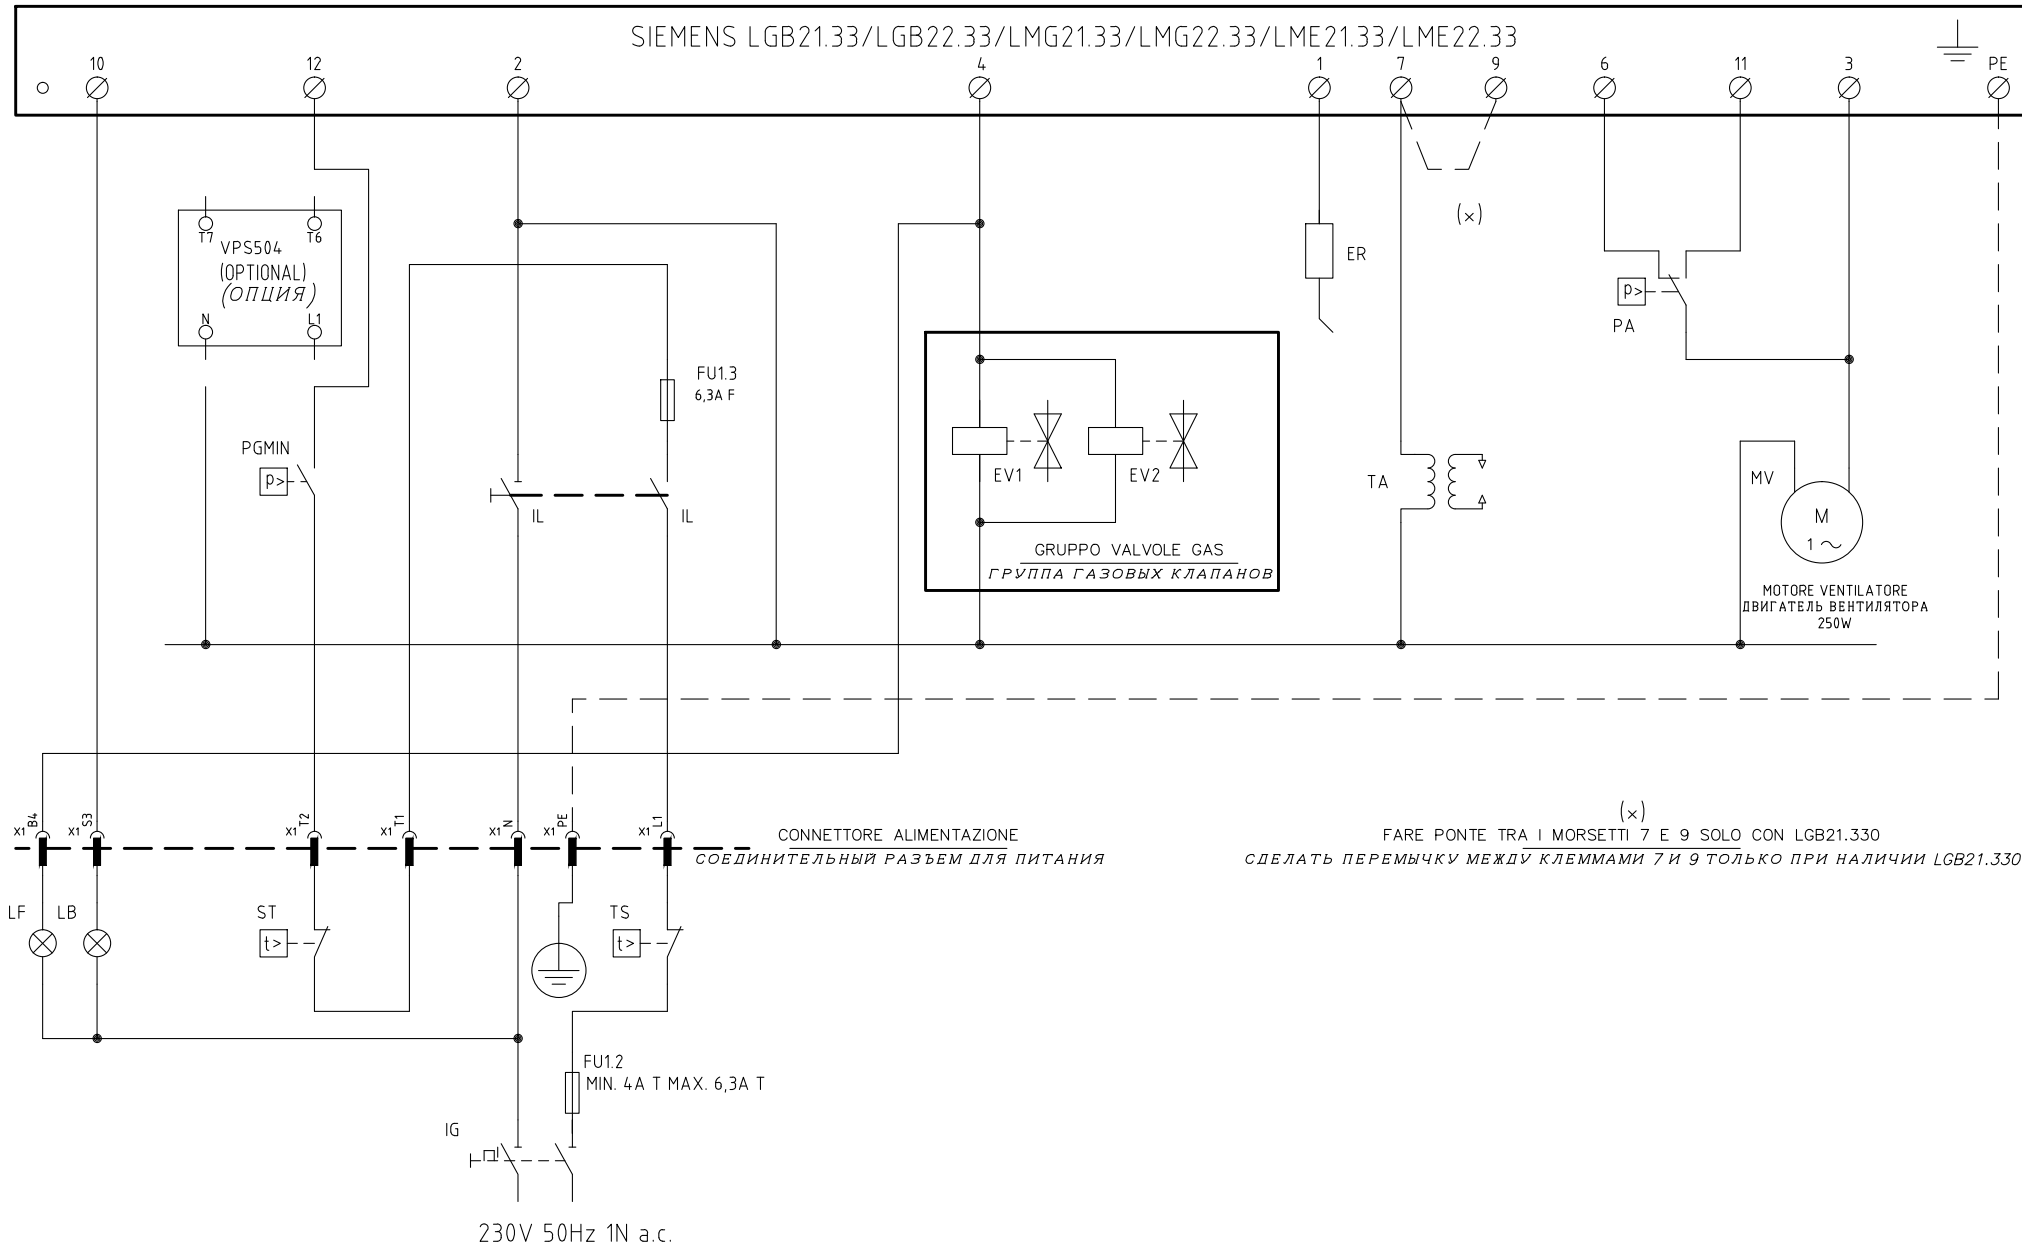 SIEMENS LGB21.33/LGB22.33/LMG21.33/LMG22.33/LME21.33/LME22.33
10 12 2 4 1 7 9 6 11 3 PE
(x)
T7 T6
VPS504
(OPTIONAL)
(ОПЦИЯ)
N L1
ER
p>
PA
FU1.3
6,3A F
PGMIN
p>
IL IL
EV1 EV2
GRUPPO VALVOLE GAS
ГРУППА ГАЗОВЫХ КЛАПАНОВ
TA
MV
M
1~
MOTORE VENTILATORE
ДВИГАТЕЛЬ ВЕНТИЛЯТОРА
250W
X1 B4 X1 S3 X1 T2 X1 T1 X1 N X1 PE X1 L1
CONNETTORE ALIMENTAZIONE
СОЕДИНИТЕЛЬНЫЙ РАЗЪЕМ ДЛЯ ПИТАНИЯ
(x)
FARE PONTE TRA I MORSETTI 7 E 9 SOLO CON LGB21.330
СДЕЛАТЬ ПЕРЕМЫЧКУ МЕЖДУ КЛЕММАМИ 7 И 9 ТОЛЬКО ПРИ НАЛИЧИИ LGB21.330
LF LB ST TS
t> t>
FU1.2
MIN. 4A T MAX. 6,3A T
IG
230V 50Hz 1N a.c.